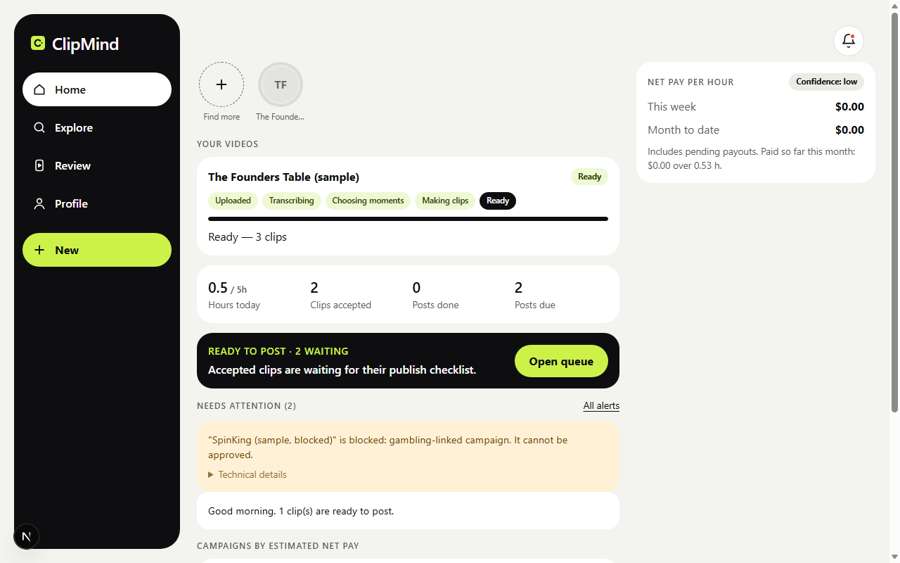 ClipMind
Home
Explore
Review
Profile
New
N
Find more
TF
The Founde...
YOUR VIDEOS
The Founders Table (sample)
Ready
Uploaded
Transcribing
Choosing moments
Making clips
Ready
Ready — 3 clips
0.5 / 5h
Hours today
2
Clips accepted
0
Posts done
2
Posts due
READY TO POST · 2 WAITING
Accepted clips are waiting for their publish checklist.
Open queue
NEEDS ATTENTION (2)
All alerts
"SpinKing (sample, blocked)" is blocked: gambling-linked campaign. It cannot be
approved.
Technical details
Good morning. 1 clip(s) are ready to post.
CAMPAIGNS BY ESTIMATED NET PAY
NET PAY PER HOUR
Confidence: low
This week
$0.00
Month to date
$0.00
Includes pending payouts. Paid so far this month:
$0.00 over 0.53 h.